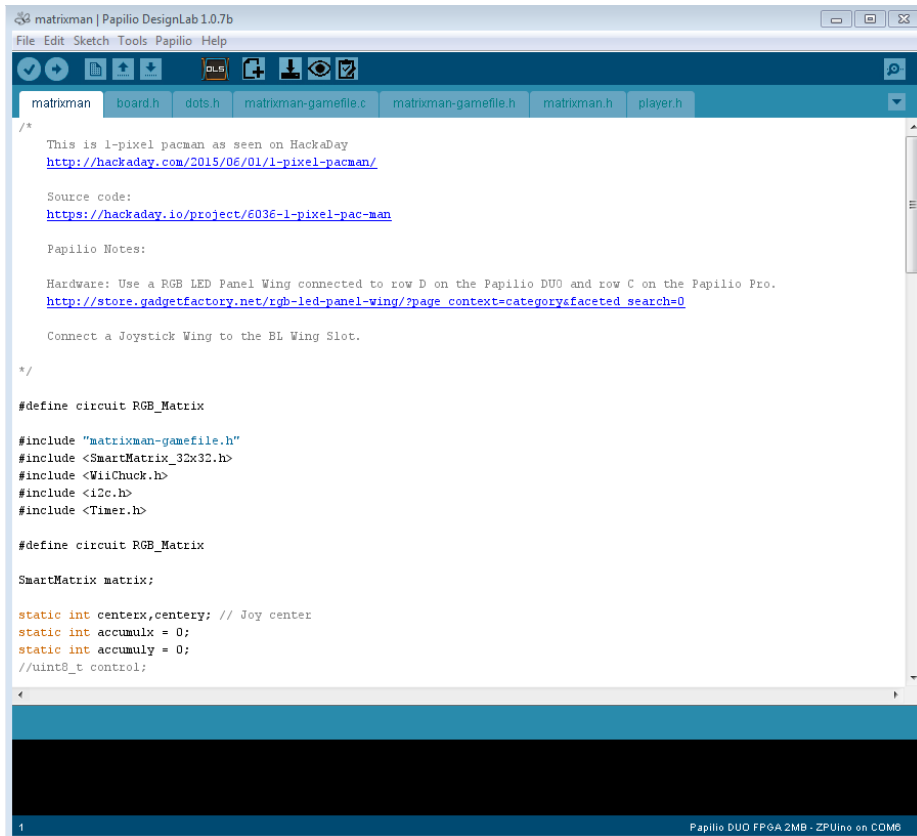 matrixman | Papilio DesignLab 1.0.7b
File Edit Sketch Tools Papilio Help
OLS
matrixman board.h dots.h matrixman-gamefile.c matrixman-gamefile.h matrixman.h player.h
/*
This is 1-pixel pacman as seen on HackaDay
http://hackaday.com/2015/06/01/1-pixel-pacman/
Source code:
https://hackaday.io/project/6036-1-pixel-pac-man
Papilio Notes:
Hardware: Use a RGB LED Panel Wing connected to row D on the Papilio DUO and row C on the Papilio Pro.
http://store.gadgetfactory.net/rgb-led-panel-wing/?page_context=category&faceted_search=0
Connect a Joystick Wing to the BL Wing Slot.
*/
#define circuit RGB_Matrix
#include "matrixman-gamefile.h"
#include <SmartMatrix_32x32.h>
#include <WiiChuck.h>
#include <i2c.h>
#include <Timer.h>
#define circuit RGB_Matrix
SmartMatrix matrix;
static int centerx,centery; // Joy center
static int accumulx = 0;
static int accumuly = 0;
//uint8_t control;
1
Papilio DUO FPGA 2MB - ZPUino on COM6